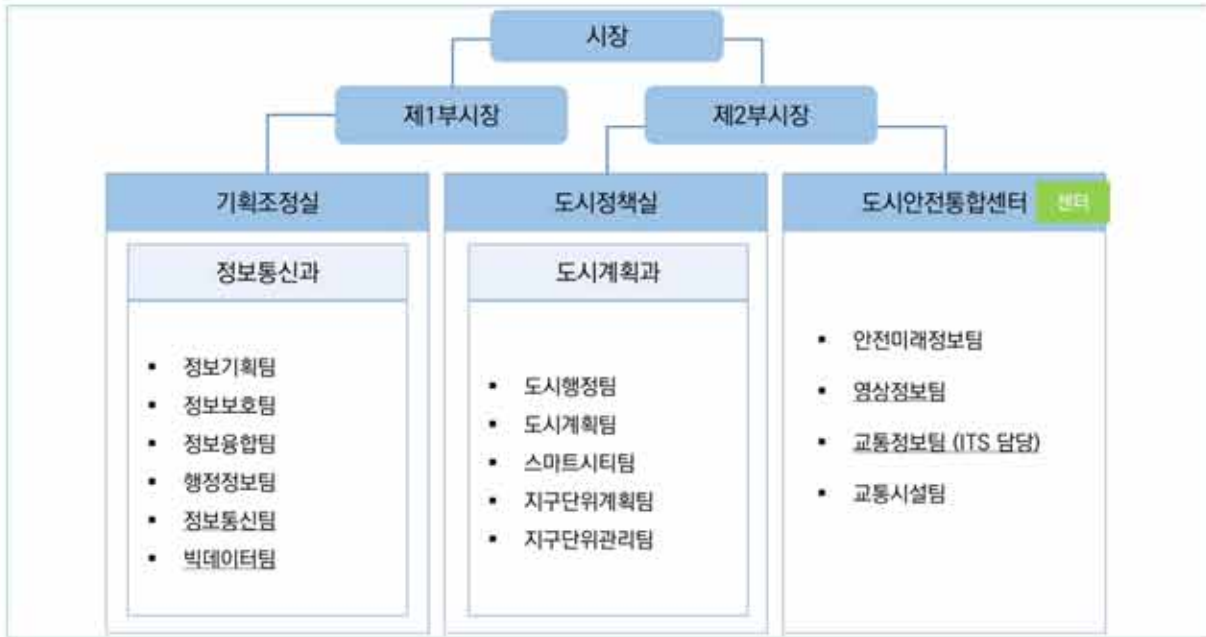 시장
제1부시장
제2부시장
기획조정실
정보통신과
▪ 정보기획팀
▪ 정보보호팀
▪ 정보융합팀
▪ 행정정보팀
▪ 정보통신팀
▪ 빅데이터팀
도시정책실
도시계획과
▪ 도시행정팀
▪ 도시계획팀
▪ 스마트시티팀
▪ 지구단위계획팀
▪ 지구단위관리팀
도시안전통합센터 센터
▪ 안전미래정보팀
▪ 영상정보팀
▪ 교통정보팀 (ITS 담당)
▪ 교통시설팀